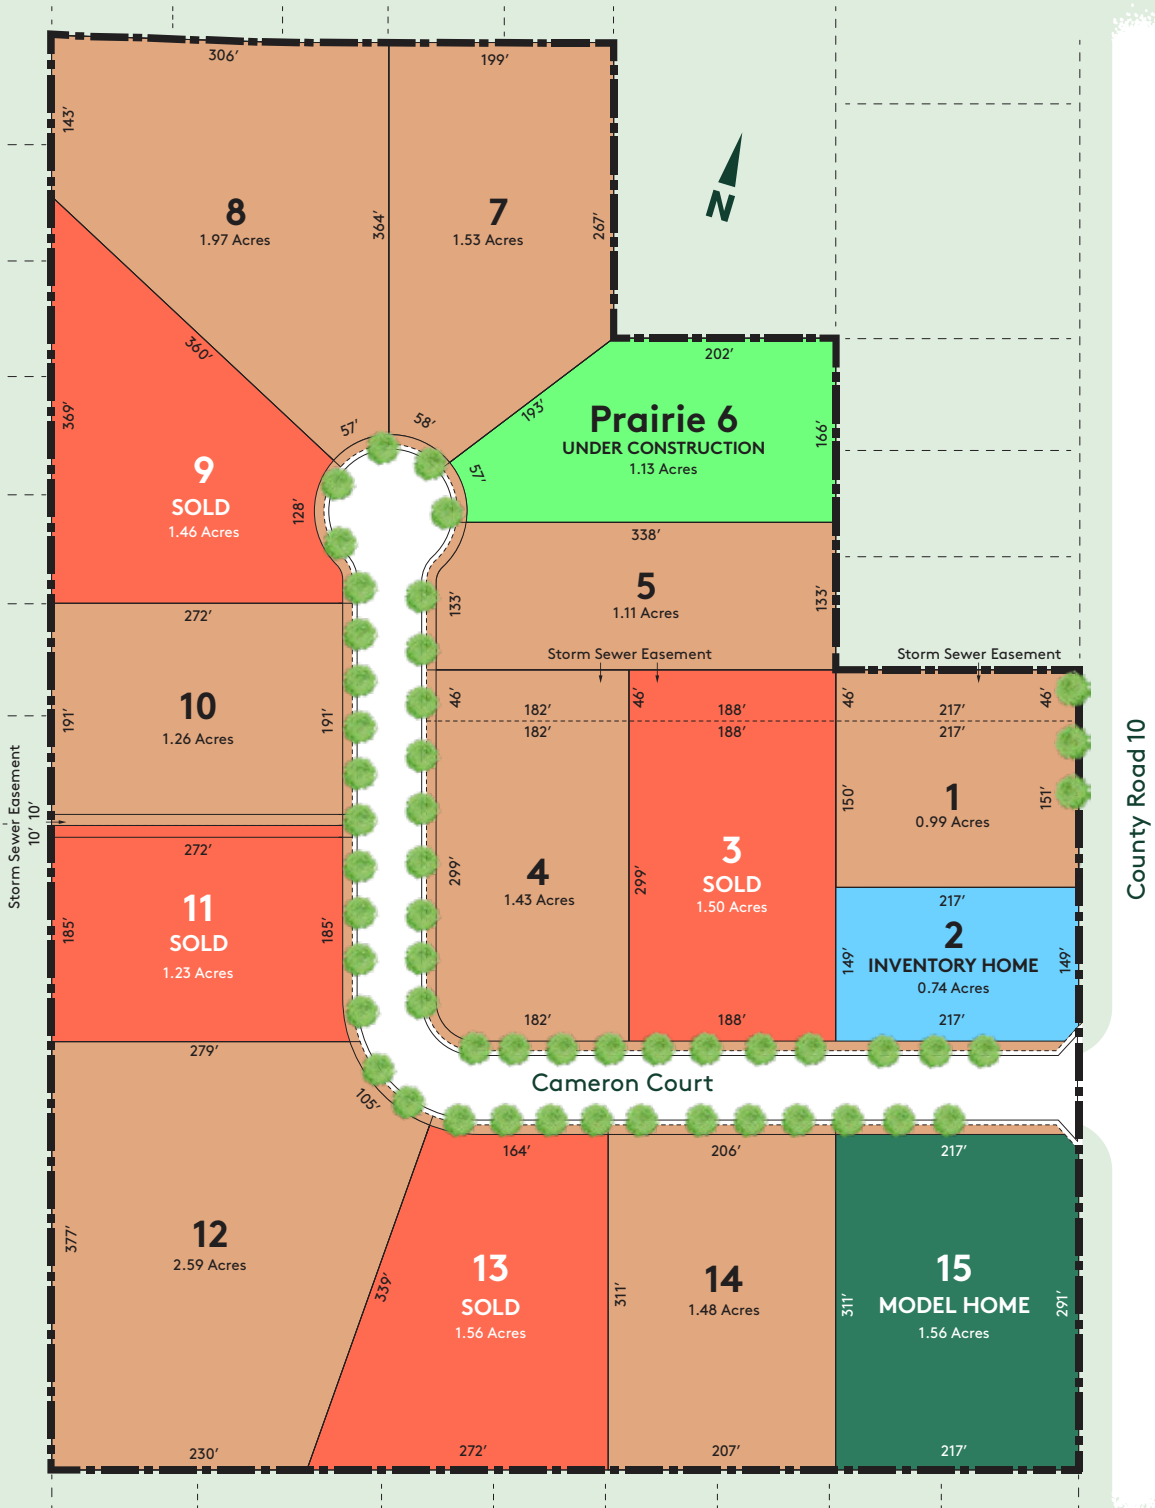 306′
199′
143′
8
1.97 Acres
364′
7
1.53 Acres
267′
N
360′
57′
58′
193′
57′
202′
Prairie 6
UNDER CONSTRUCTION
1.13 Acres
166′
369′
9
SOLD
1.46 Acres
128′
338′
5
1.11 Acres
133′
133′
272′
10
1.26 Acres
191′
191′
Storm Sewer Easement
Storm Sewer Easement
46′
46′
46′
46′
182′
188′
217′
182′
188′
217′
150′
1
0.99 Acres
151′
County Road 10
Storm Sewer Easement
10′ 10′
272′
11
SOLD
1.23 Acres
185′
185′
299′
4
1.43 Acres
299′
3
SOLD
1.50 Acres
217′
2
INVENTORY HOME
0.74 Acres
149′
149′
182′
188′
217′
279′
Cameron Court
105′
164′
206′
217′
377′
12
2.59 Acres
339′
13
SOLD
1.56 Acres
311′
14
1.48 Acres
311′
15
MODEL HOME
1.56 Acres
291′
230′
272′
207′
217′